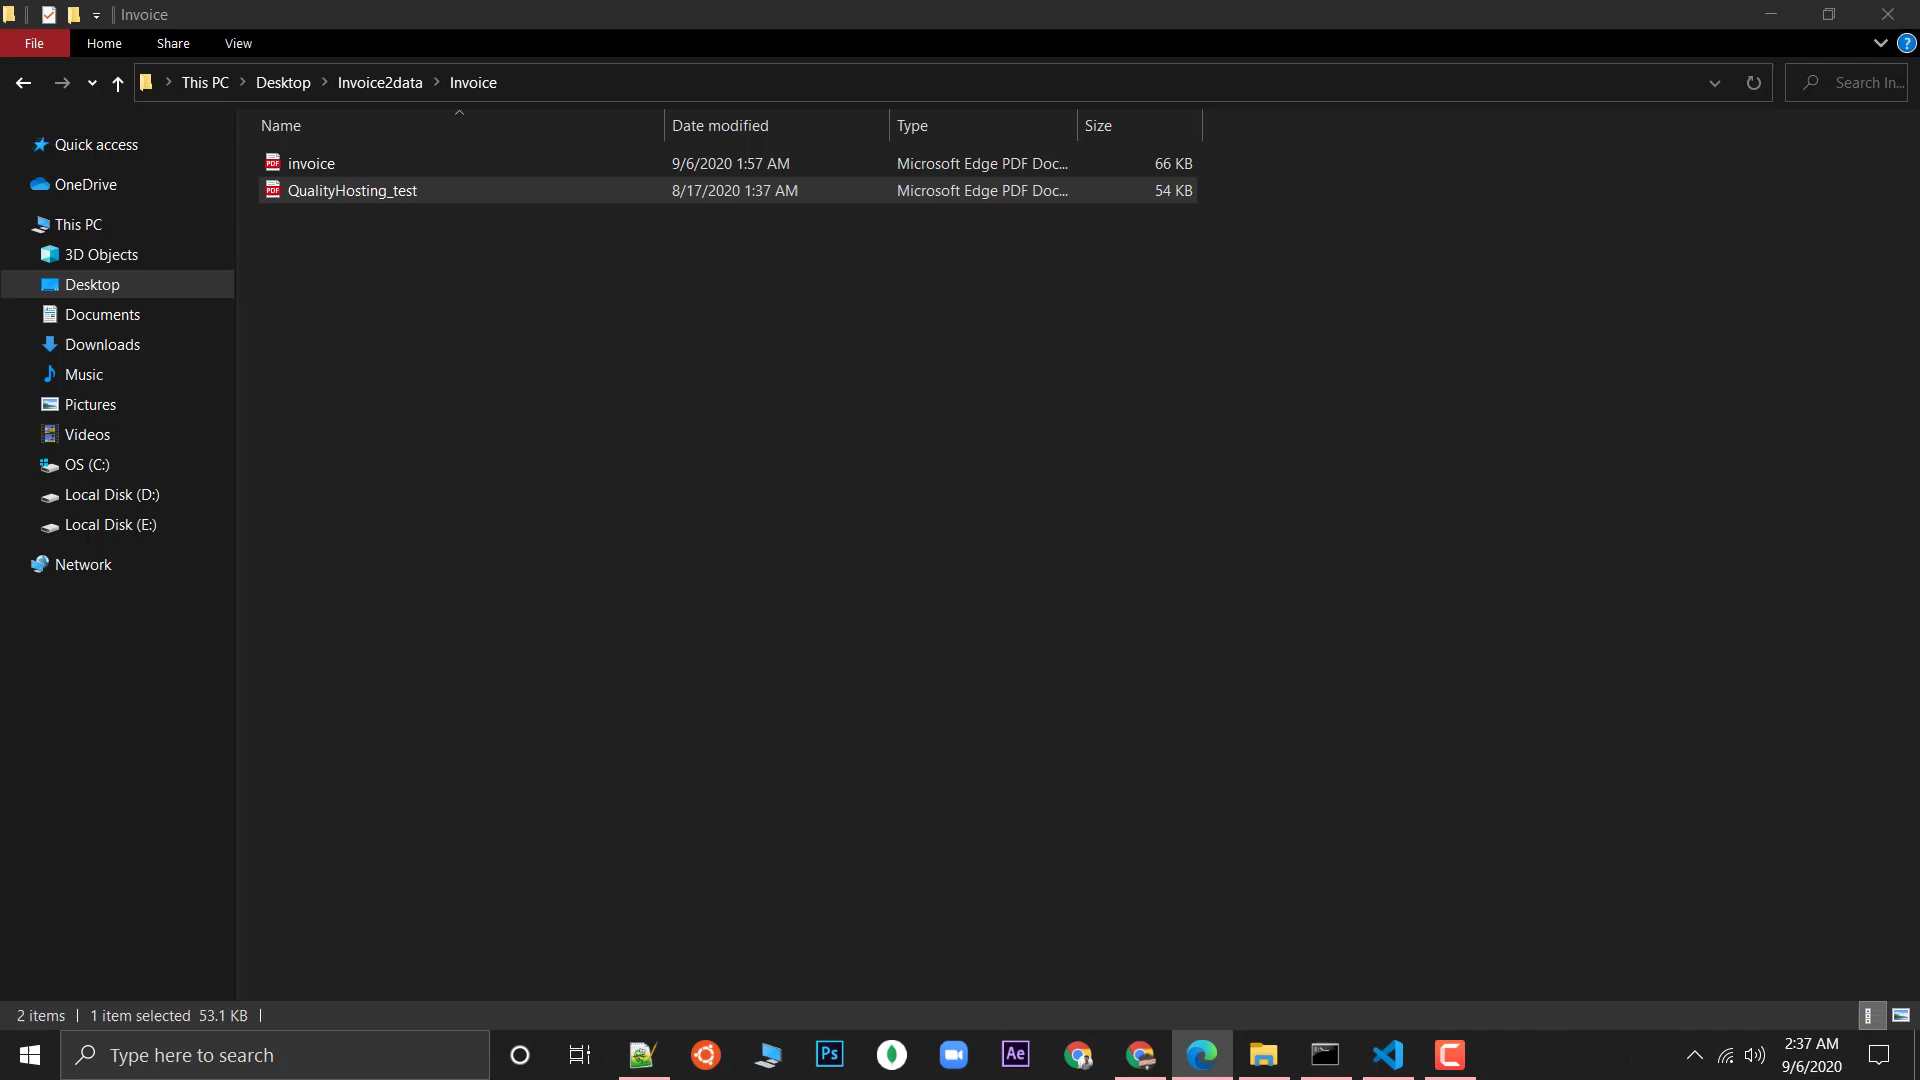 Invoice
File Home Share View
This PC Desktop Invoice2data Invoice
Search In...
Name Date modified Type Size
invoice 9/6/2020 1:57 AM Microsoft Edge PDF Doc... 66 KB
QualityHosting_test 8/17/2020 1:37 AM Microsoft Edge PDF Doc... 54 KB
Quick access
OneDrive
This PC
3D Objects
Desktop
Documents
Downloads
Music
Pictures
Videos
OS (C:)
Local Disk (D:)
Local Disk (E:)
Network
2 items 1 item selected 53.1 KB
Type here to search
Ps
Ae
2:37 AM
9/6/2020